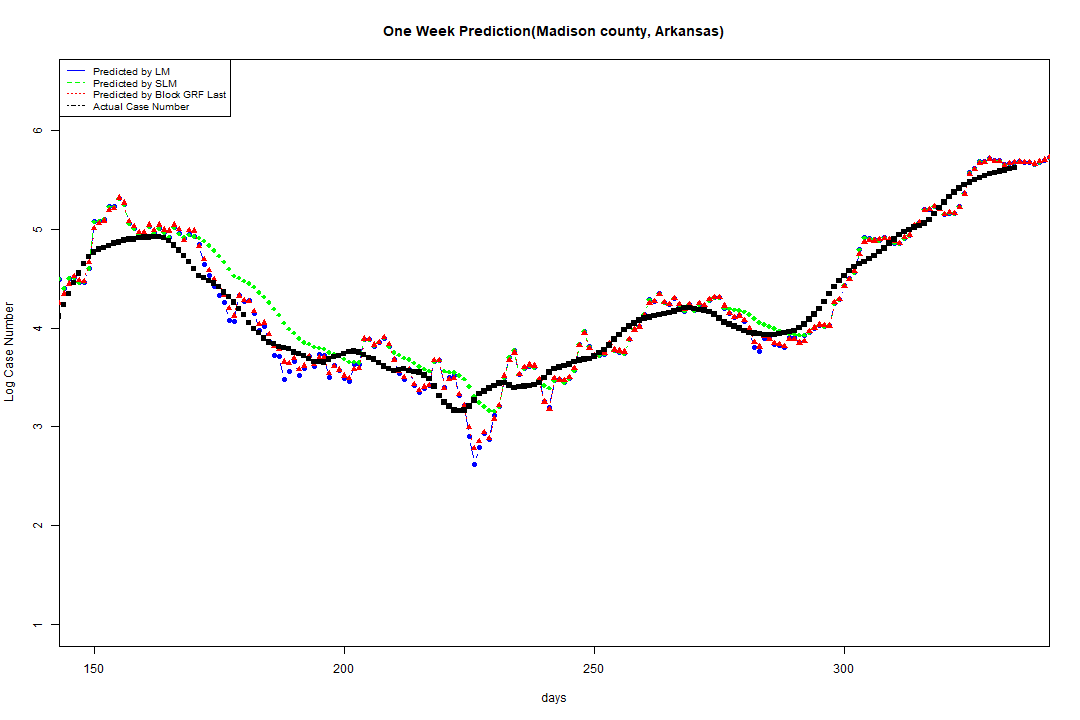 One Week Prediction(Madison county, Arkansas)
Predicted by LM
Predicted by SLM
Predicted by Block GRF Last
Actual Case Number
Log Case Number
6
5
4
3
2
1
150 200 250 300
days